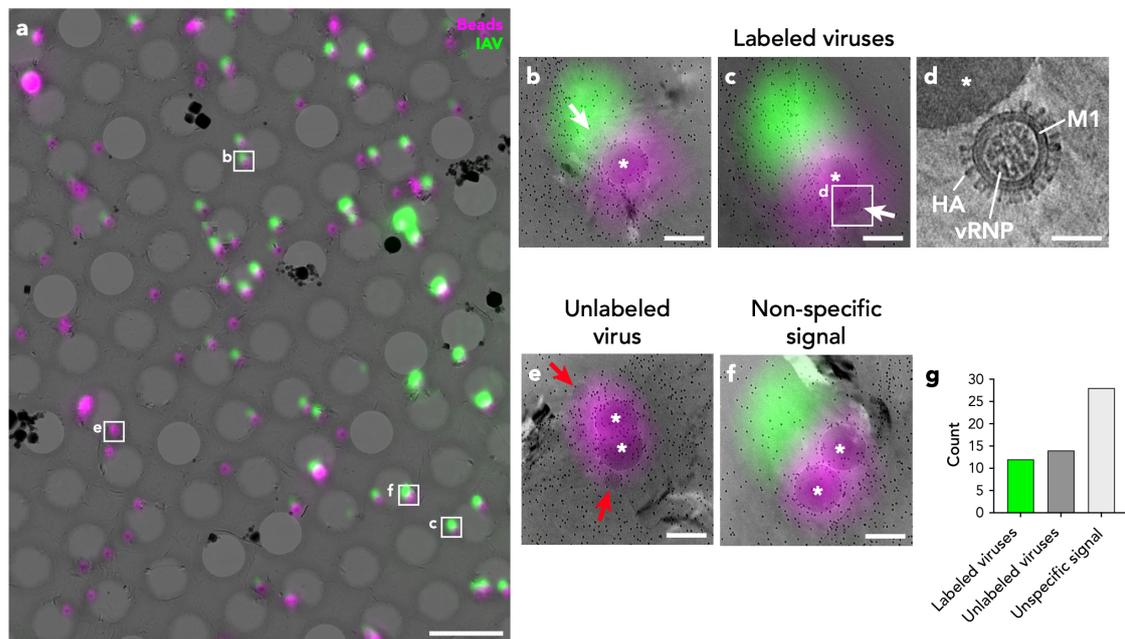 a
Beads
IAV
b
e
f
c
Labeled viruses
b
*
c
*
d
d
*
M1
HA
vRNP
Unlabeled
virus
Non-specific
signal
e
*
*
f
*
*
g
30
25
20
15
10
5
0
Count
Labeled viruses
Unlabeled viruses
Unspecific signal